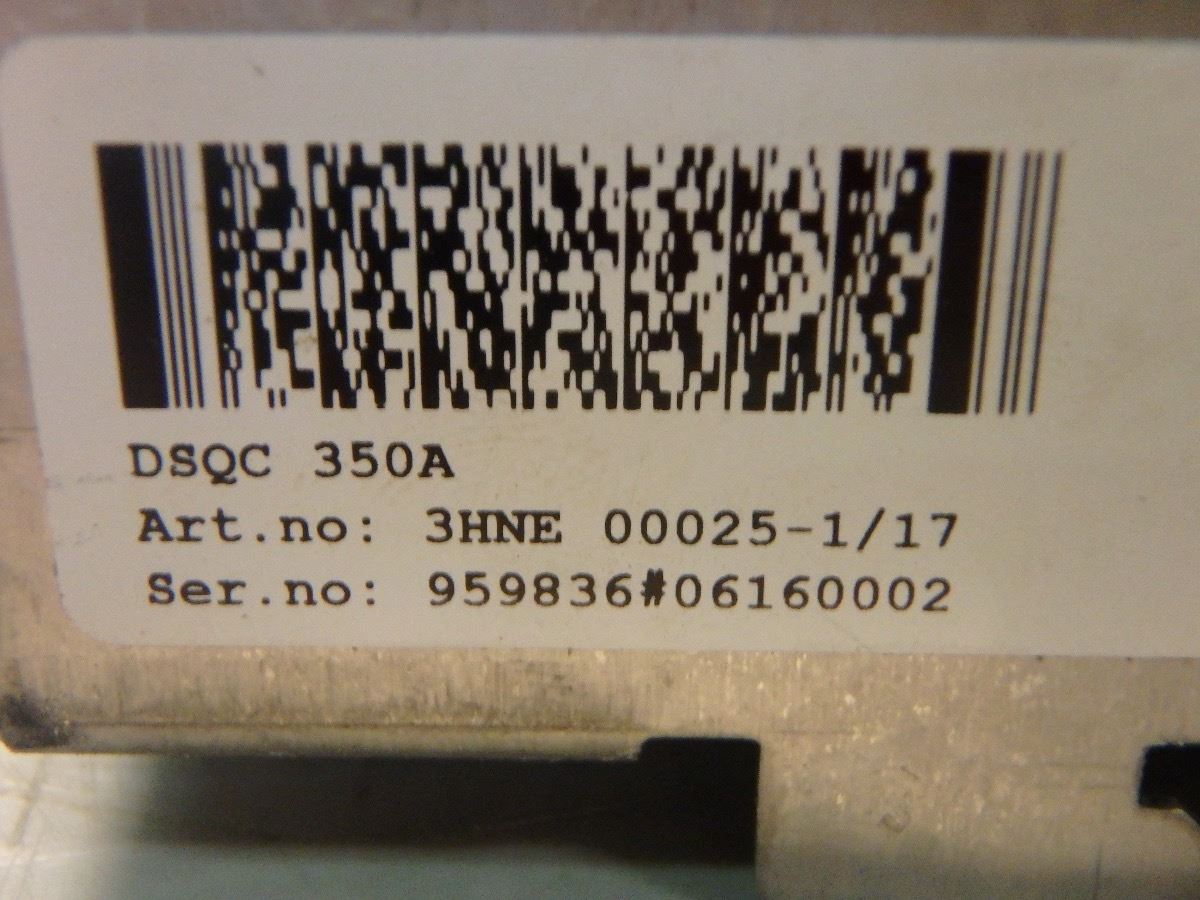 DSQC 350A
Art.no: 3HNE 00025-1/17
Ser.no: 959836#06160002